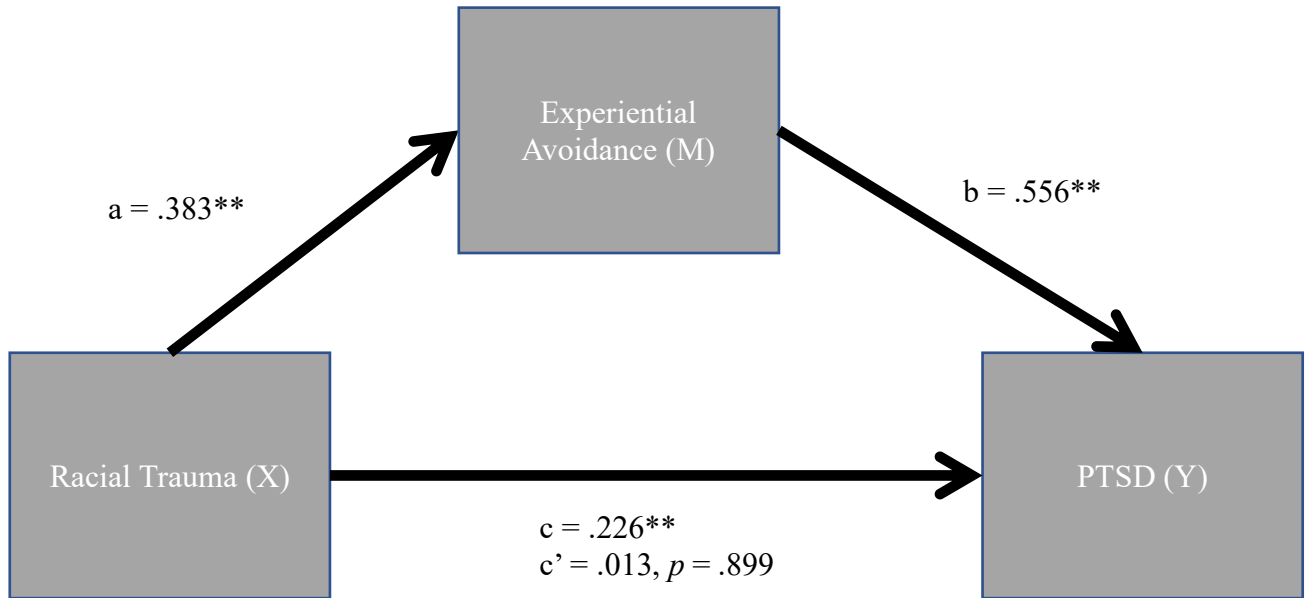 Experiential
Avoidance (M)
a = .383**
b = .556**
Racial Trauma (X)
PTSD (Y)
c = .226**
c’ = .013, p = .899